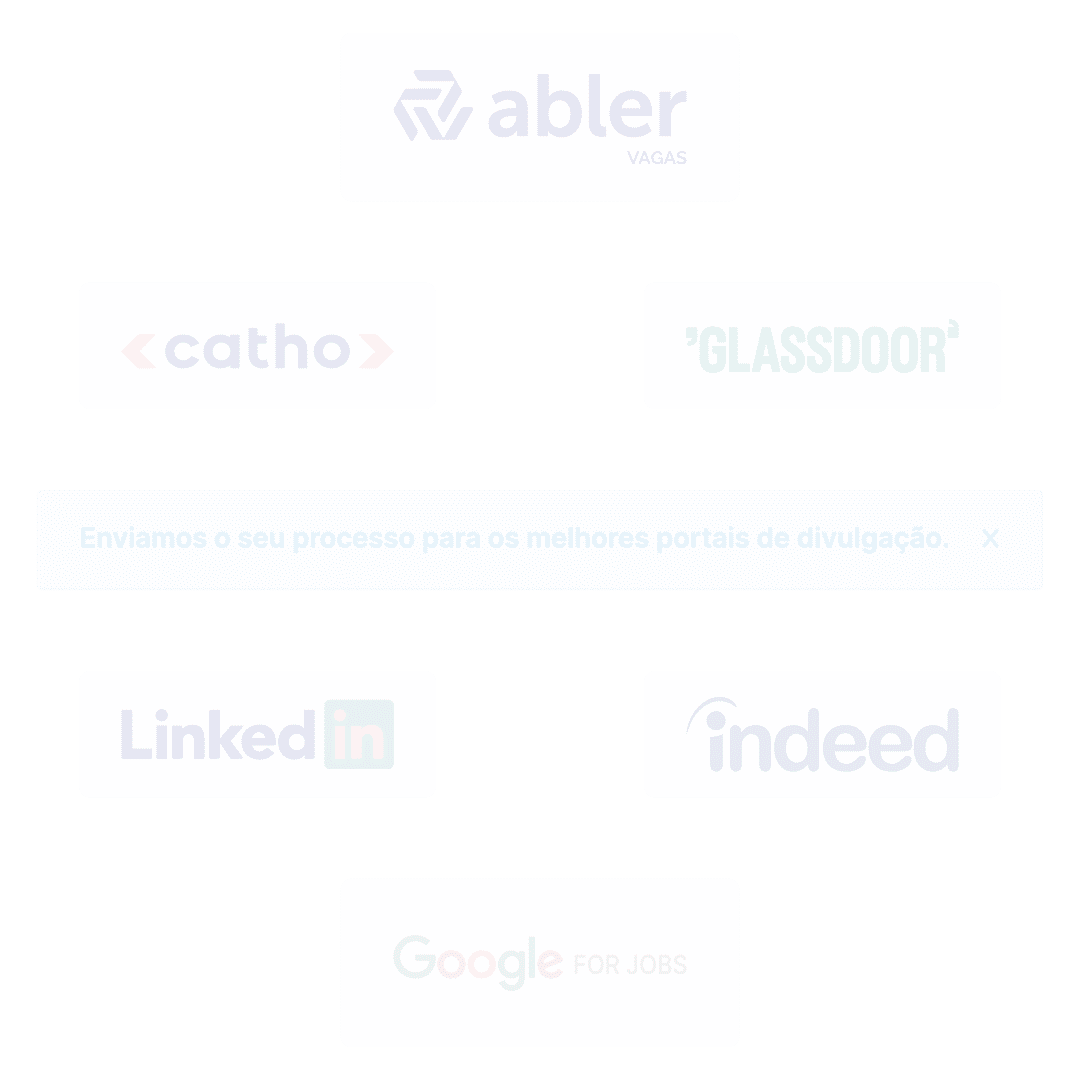 abler
VAGAS
catho
GLASSDOOR
Enviamos o seu processo para os melhores portais de divulgação.
Linkedin
indeed
Google FOR JOBS